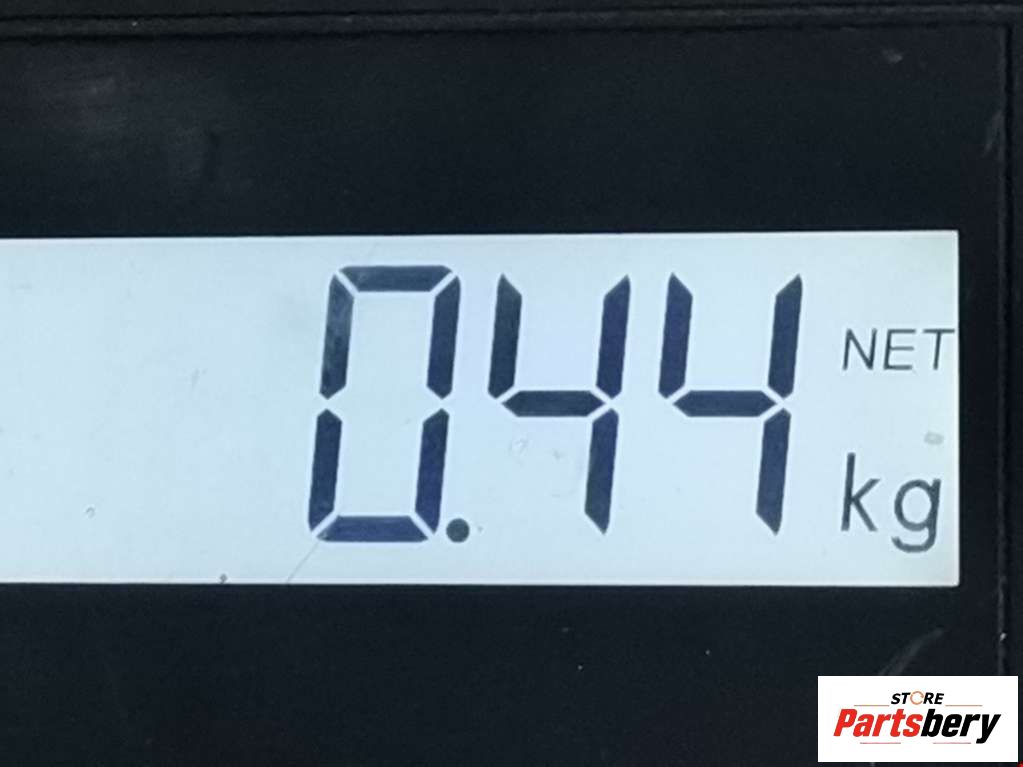 0.44 NET
kg
STORE
Partsbery